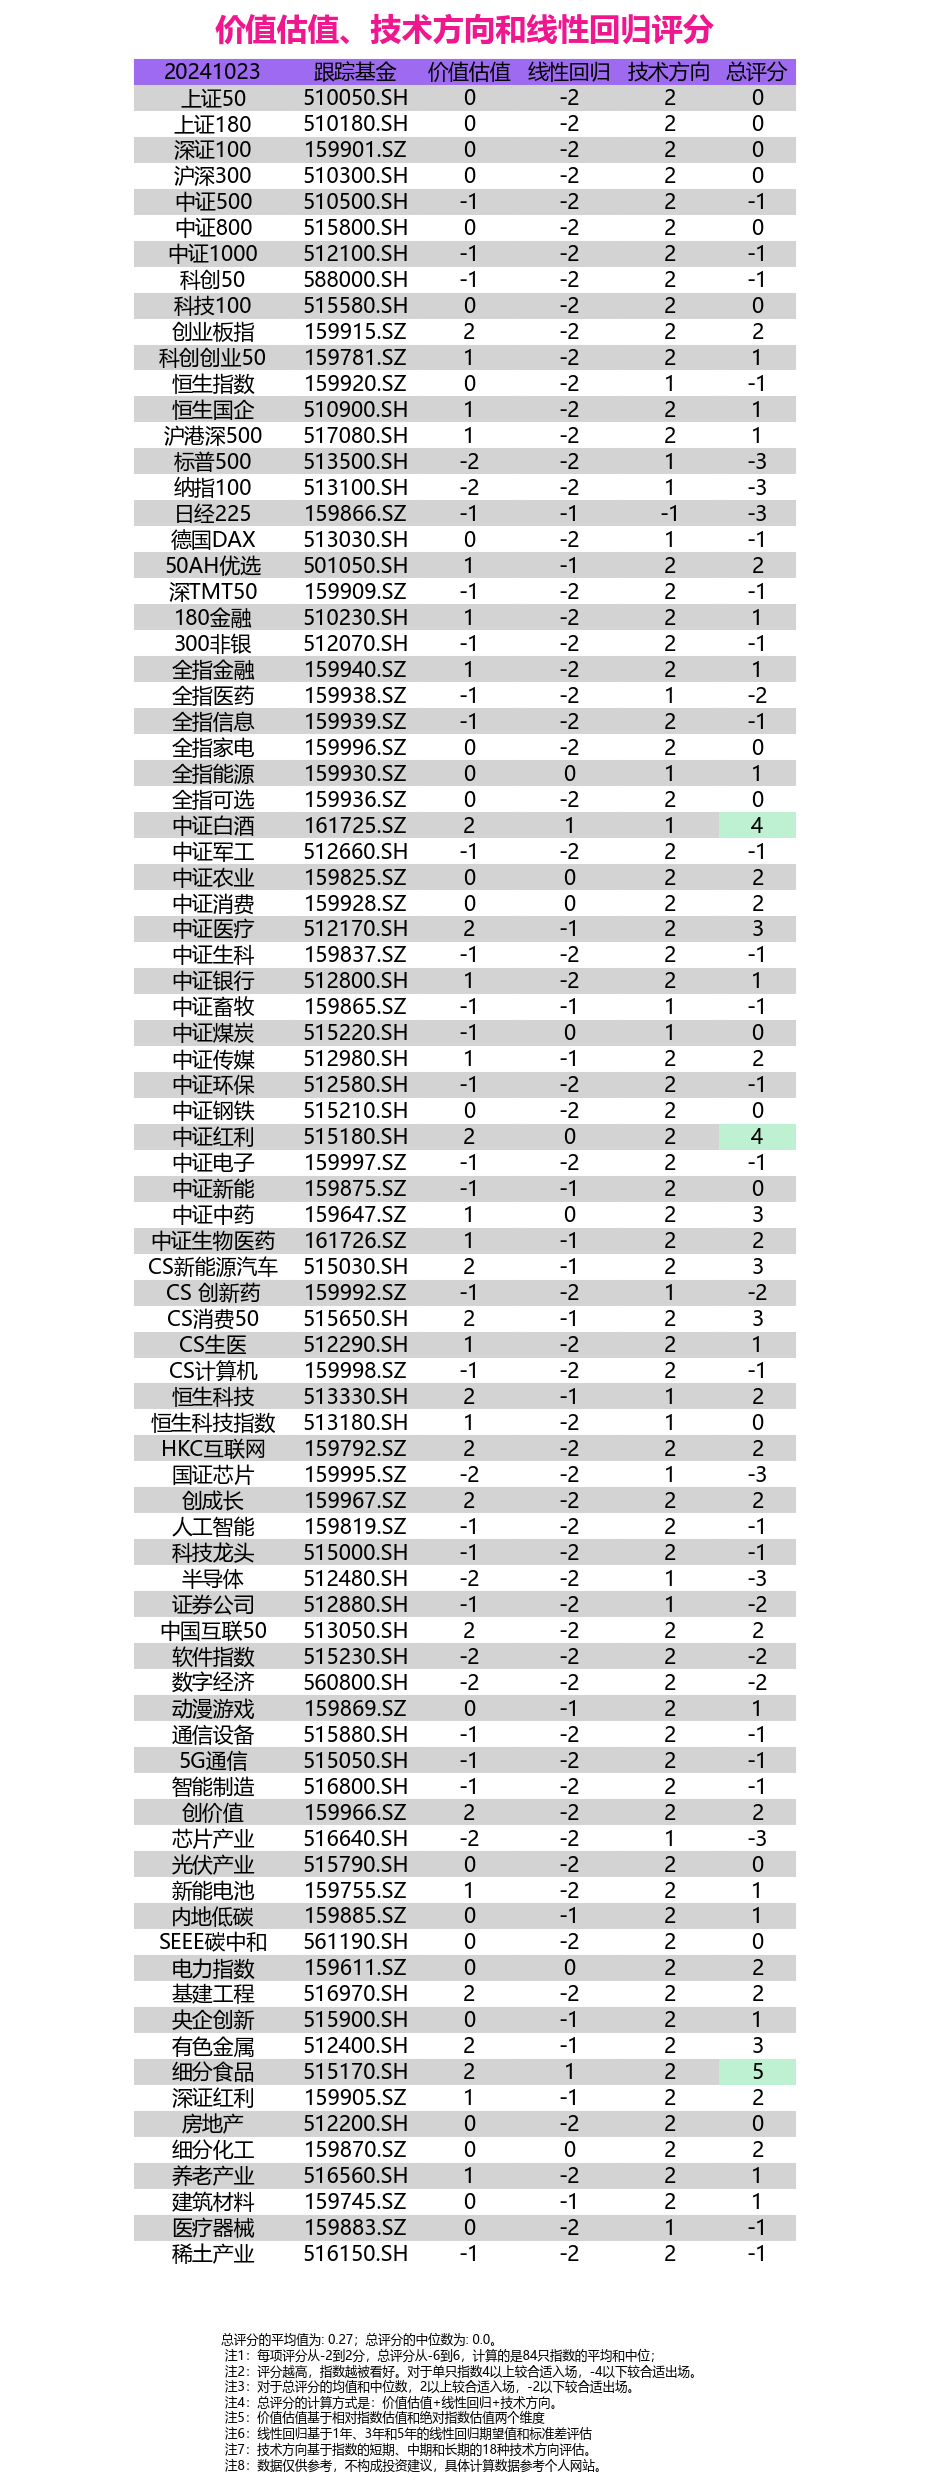 价值估值、技术方向和线性回归评分
20241023 跟踪基金 价值估值 线性回归 技术方向 总评分
上证50 510050.SH 0 -2 2 0
上证180 510180.SH 0 -2 2 0
深证100 159901.SZ 0 -2 2 0
沪深300 510300.SH 0 -2 2 0
中证500 510500.SH -1 -2 2 -1
中证800 515800.SH 0 -2 2 0
中证1000 512100.SH -1 -2 2 -1
科创50 588000.SH -1 -2 2 -1
科技100 515580.SH 0 -2 2 0
创业板指 159915.SZ 2 -2 2 2
科创创业50 159781.SZ 1 -2 2 1
恒生指数 159920.SZ 0 -2 1 -1
恒生国企 510900.SH 1 -2 2 1
沪港深500 517080.SH 1 -2 2 1
标普500 513500.SH -2 -2 1 -3
纳指100 513100.SH -2 -2 1 -3
日经225 159866.SZ -1 -1 -1 -3
德国DAX 513030.SH 0 -2 1 -1
50AH优选 501050.SH 1 -1 2 2
深TMT50 159909.SZ -1 -2 2 -1
180金融 510230.SH 1 -2 2 1
300非银 512070.SH -1 -2 2 -1
全指金融 159940.SZ 1 -2 2 1
全指医药 159938.SZ -1 -2 1 -2
全指信息 159939.SZ -1 -2 2 -1
全指家电 159996.SZ 0 -2 2 0
全指能源 159930.SZ 0 0 1 1
全指可选 159936.SZ 0 -2 2 0
中证白酒 161725.SZ 2 1 1 4
中证军工 512660.SH -1 -2 2 -1
中证农业 159825.SZ 0 0 2 2
中证消费 159928.SZ 0 0 2 2
中证医疗 512170.SH 2 -1 2 3
中证生科 159837.SZ -1 -2 2 -1
中证银行 512800.SH 1 -2 2 1
中证畜牧 159865.SZ -1 -1 1 -1
中证煤炭 515220.SH -1 0 1 0
中证传媒 512980.SH 1 -1 2 2
中证环保 512580.SH -1 -2 2 -1
中证钢铁 515210.SH 0 -2 2 0
中证红利 515180.SH 2 0 2 4
中证电子 159997.SZ -1 -2 2 -1
中证新能 159875.SZ -1 -1 2 0
中证中药 159647.SZ 1 0 2 3
中证生物医药 161726.SZ 1 -1 2 2
CS新能源汽车 515030.SH 2 -1 2 3
CS 创新药 159992.SZ -1 -2 1 -2
CS消费50 515650.SH 2 -1 2 3
CS生医 512290.SH 1 -2 2 1
CS计算机 159998.SZ -1 -2 2 -1
恒生科技 513330.SH 2 -1 1 2
恒生科技指数 513180.SH 1 -2 1 0
HKC互联网 159792.SZ 2 -2 2 2
国证芯片 159995.SZ -2 -2 1 -3
创成长 159967.SZ 2 -2 2 2
人工智能 159819.SZ -1 -2 2 -1
科技龙头 515000.SH -1 -2 2 -1
半导体 512480.SH -2 -2 1 -3
证券公司 512880.SH -1 -2 1 -2
中国互联50 513050.SH 2 -2 2 2
软件指数 515230.SH -2 -2 2 -2
数字经济 560800.SH -2 -2 2 -2
动漫游戏 159869.SZ 0 -1 2 1
通信设备 515880.SH -1 -2 2 -1
5G通信 515050.SH -1 -2 2 -1
智能制造 516800.SH -1 -2 2 -1
创价值 159966.SZ 2 -2 2 2
芯片产业 516640.SH -2 -2 1 -3
光伏产业 515790.SH 0 -2 2 0
新能电池 159755.SZ 1 -2 2 1
内地低碳 159885.SZ 0 -1 2 1
SEEE碳中和 561190.SH 0 -2 2 0
电力指数 159611.SZ 0 0 2 2
基建工程 516970.SH 2 -2 2 2
央企创新 515900.SH 0 -1 2 1
有色金属 512400.SH 2 -1 2 3
细分食品 515170.SH 2 1 2 5
深证红利 159905.SZ 1 -1 2 2
房地产 512200.SH 0 -2 2 0
细分化工 159870.SZ 0 0 2 2
养老产业 516560.SH 1 -2 2 1
建筑材料 159745.SZ 0 -1 2 1
医疗器械 159883.SZ 0 -2 1 -1
稀土产业 516150.SH -1 -2 2 -1
总评分的平均值为: 0.27；总评分的中位数为: 0.0。
注1：每项评分从-2到2分，总评分从-6到6，计算的是84只指数的平均和中位；
注2：评分越高，指数越被看好。对于单只指数4以上较合适入场，-4以下较合适出场。
注3：对于总评分的均值和中位数，2以上较合适入场，-2以下较合适出场。
注4：总评分的计算方式是：价值估值+线性回归+技术方向。
注5：价值估值基于相对指数估值和绝对指数估值两个维度
注6：线性回归基于1年、3年和5年的线性回归期望值和标准差评估
注7：技术方向基于指数的短期、中期和长期的18种技术方向评估。
注8：数据仅供参考，不构成投资建议，具体计算数据参考个人网站。